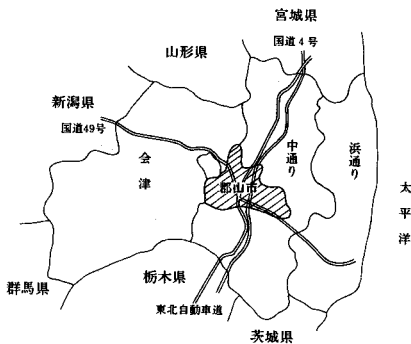 宮城県
国道4号
山形県
新潟県
国道49号
会津
中通り
浜通り
郡山市
太平洋
栃木県
群馬県
東北自動車道
茨城県